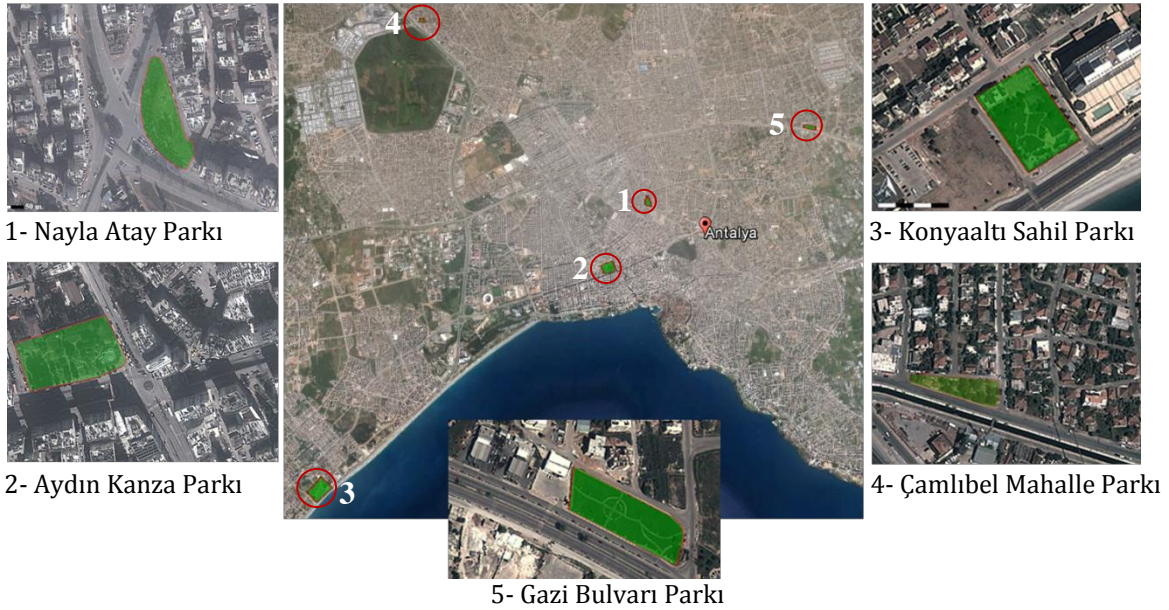 4
5
1
Antalya
2
3
1- Nayla Atay Parkı
3- Konyaaltı Sahil Parkı
2- Aydın Kanza Parkı
4- Çamlıbel Mahalle Parkı
5- Gazi Bulvarı Parkı